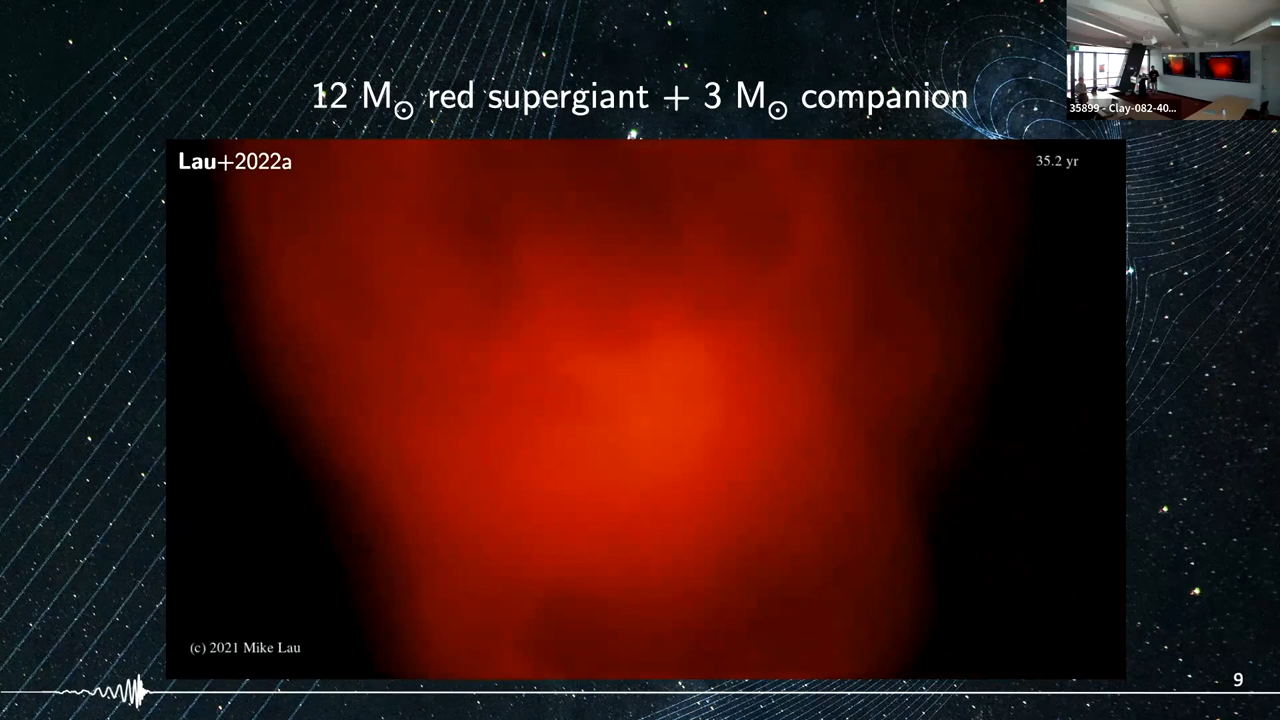 12 M☉ red supergiant + 3 M☉ companion
35899 - Clay-082-40...
Lau+2022a
35.2 yr
(c) 2021 Mike Lau
9